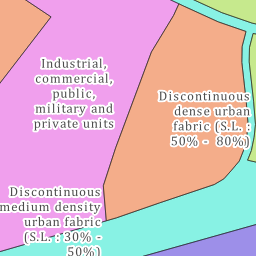 Industrial,
commercial,
public,
military and
private units
Discontinuous
dense urban
fabric (S.L. :
50% - 80%)
Discontinuous
medium density
urban fabric
(S.L. : 30% -
50%)